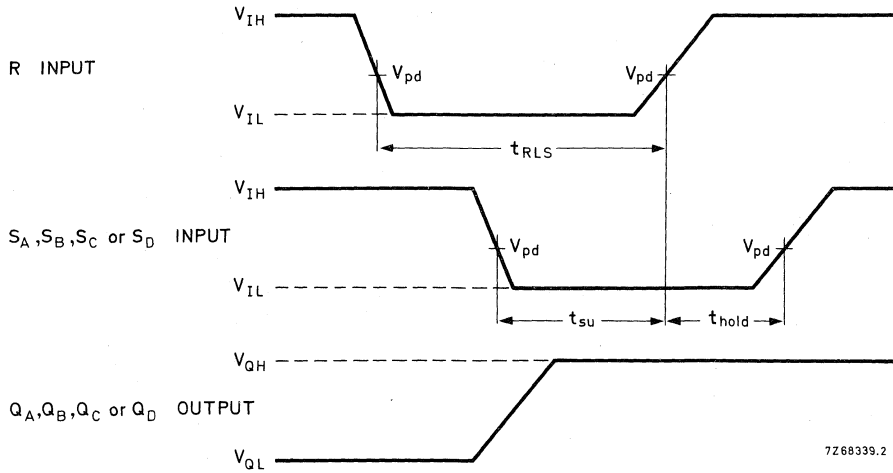 V_IH
R INPUT
V_pd
V_pd
V_IL
t_RLS
V_IH
S_A,S_B,S_C or S_D INPUT
V_pd
V_pd
V_IL
t_su
t_hold
V_QH
Q_A,Q_B,Q_C or Q_D OUTPUT
V_QL
7Z68339.2